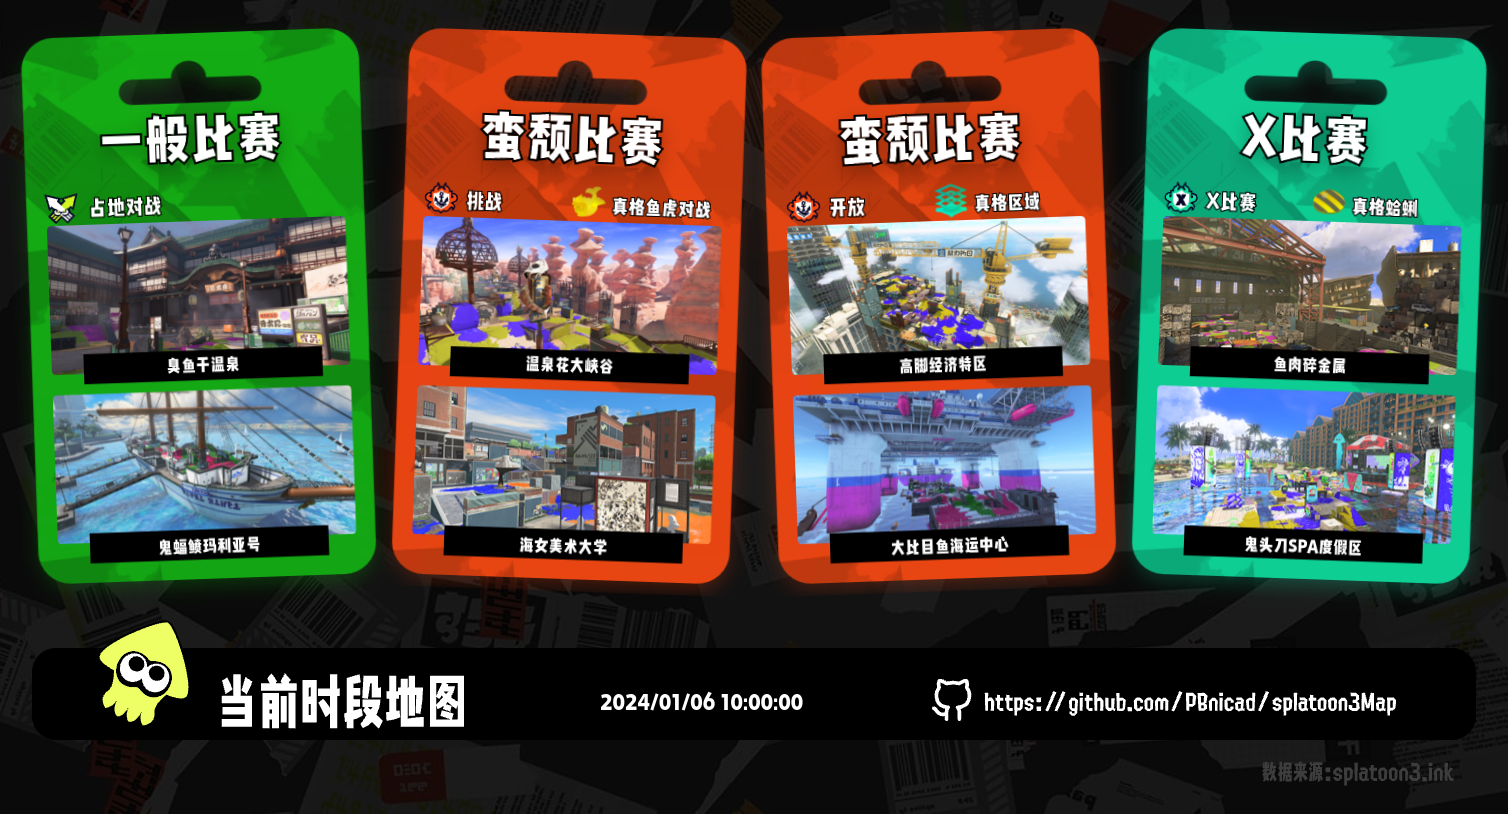 一般比赛
占地对战
臭鱼干温泉
鬼蝠鲼玛利亚号
蛮颓比赛
挑战
真格鱼虎对战
温泉花大峡谷
海女美术大学
蛮颓比赛
开放
真格区域
高脚经济特区
大比目鱼海运中心
X比赛
X比赛
真格蛤蜊
鱼肉碎金属
鬼头刀SPA度假区
当前时段地图
2024/01/06 10:00:00
https://github.com/PBnicad/splatoon3Map
数据来源:splatoon3.ink